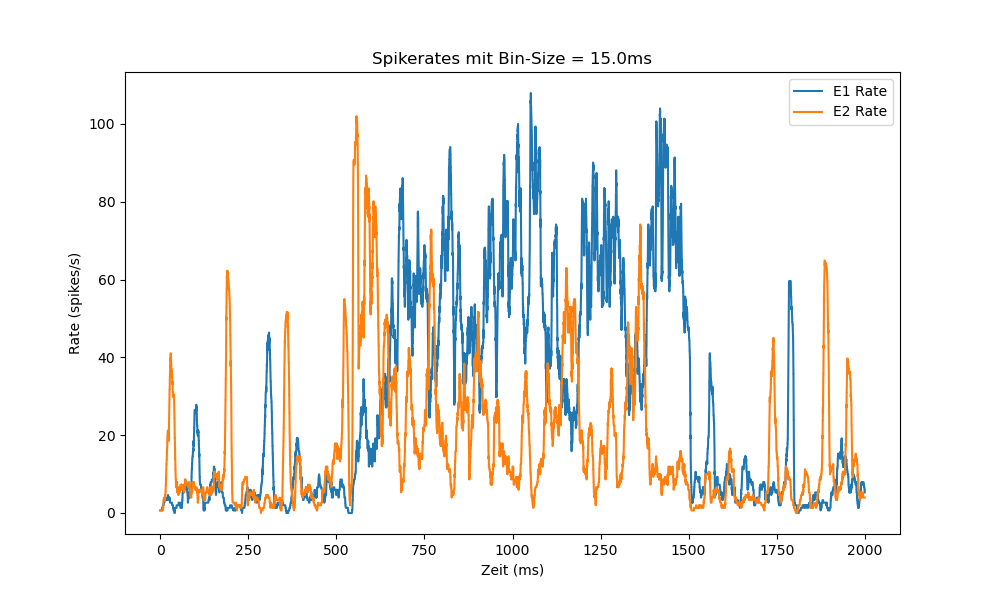 Spikerates mit Bin-Size = 15.0ms
E1 Rate
E2 Rate
Rate (spikes/s)
100
80
60
40
20
0
0 250 500 750 1000 1250 1500 1750 2000
Zeit (ms)